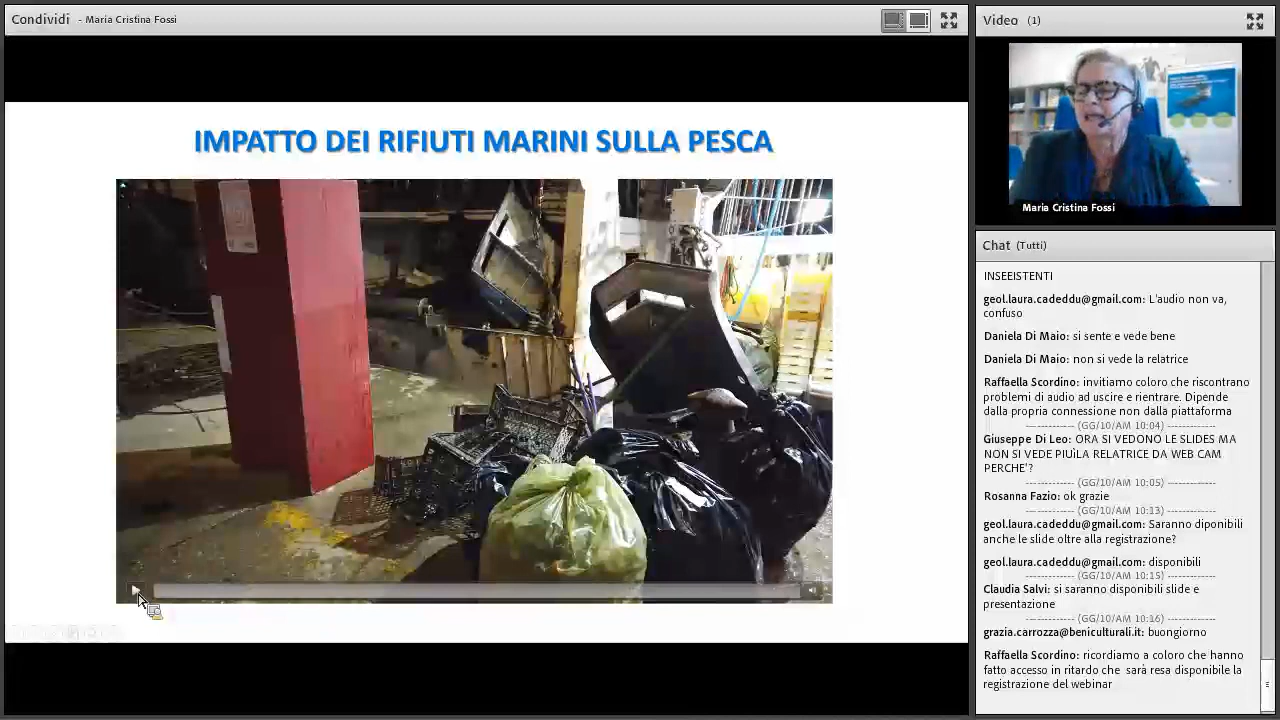 Condividi - Maria Cristina Fossi
IMPATTO DEI RIFIUTI MARINI SULLA PESCA
Video (1)
Maria Cristina Fossi
Chat (Tutti)
INSEEISTENTI
geol.laura.cadeddu@gmail.com: L'audio non va,
confuso
Daniela Di Maio: si sente e vede bene
Daniela Di Maio: non si vede la relatrice
Raffaella Scordino: invitiamo coloro che riscontrano
problemi di audio ad uscire e rientrare. Dipende
dalla propria connessione non dalla piattaforma
------------- (GG/10/AM 10:04) -------------
Giuseppe Di Leo: ORA SI VEDONO LE SLIDES MA
NON SI VEDE PIUìLA RELATRICE DA WEB CAM
PERCHE'?
------------- (GG/10/AM 10:05) -------------
Rosanna Fazio: ok grazie
------------- (GG/10/AM 10:13) -------------
geol.laura.cadeddu@gmail.com: Saranno diponibili
anche le slide oltre alla registrazione?
geol.laura.cadeddu@gmail.com: disponibili
------------- (GG/10/AM 10:15) -------------
Claudia Salvi: si saranno disponibili slide e
presentazione
------------- (GG/10/AM 10:16) -------------
grazia.carrozza@beniculturali.it: buongiorno
Raffaella Scordino: ricordiamo a coloro che hanno
fatto accesso in ritardo che sarà resa disponibile la
registrazione del webinar